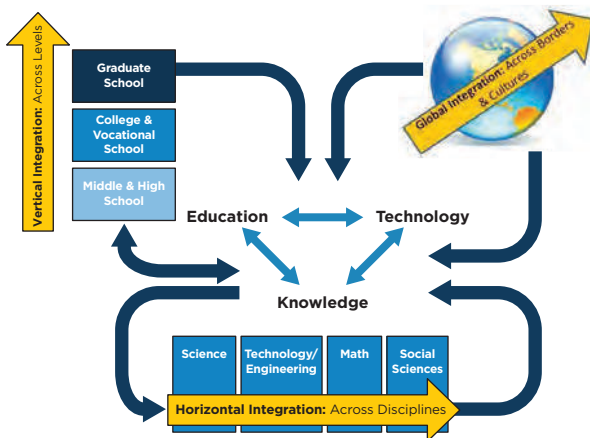 Vertical Integration: Across Levels
Graduate
School
College &
Vocational
School
Middle & High
School
Global Integration: Across Borders
& Cultures
Education
Technology
Knowledge
Science
Technology/
Engineering
Math
Social
Sciences
Horizontal Integration: Across Disciplines